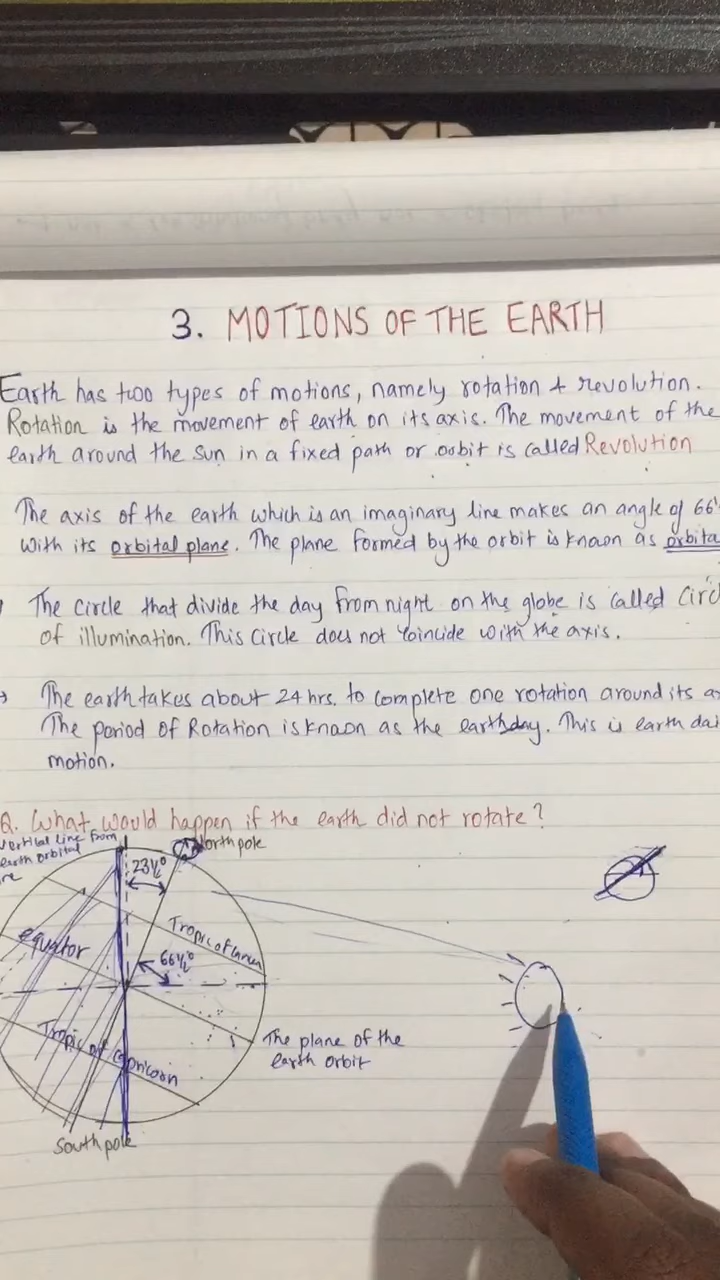 3. MOTIONS OF THE EARTH
Earth has two types of motions, namely rotation & revolution.
Rotation is the movement of earth on its axis. The movement of the
earth around the sun in a fixed path or orbit is called Revolution
The axis of the earth which is an imaginary line makes an angle of 66
with its orbital plane. The plane formed by the orbit is known as orbita
The circle that divide the day from night on the globe is called Circ
of illumination. This circle does not coincide with the axis.
The earth takes about 24 hrs. to complete one rotation around its a
The period of Rotation is known as the earthday. This is earth dai
motion.
Q. What would happen if the earth did not rotate?
vertical line from
earth orbital
North pole
23½°
Tropic of cancer
equator
66½°
Tropic of capricorn
The plane of the
earth orbit
South pole